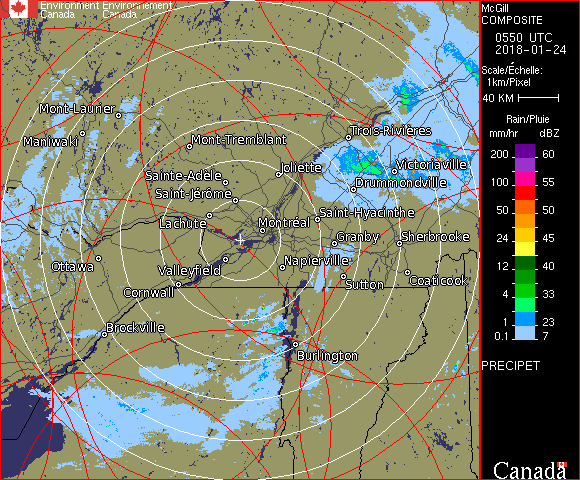 Environment Environnement
Canada Canada
McGill
COMPOSITE
0550 UTC
2018-01-24
Scale/Échelle:
1km/Pixel
40 KM
Rain/Pluie
mm/hr dBZ
200 60
100 55
50 50
24 45
12 40
4 33
1 23
0.1 7
PRECIPET
Mont-Laurier
Maniwaki
Mont-Tremblant
Trois-Rivières
Joliette
Victoriaville
Sainte-Adèle
Drummondville
Saint-Jérôme
Saint-Hyacinthe
Lachute
Montréal
Granby
Sherbrooke
Ottawa
Valleyfield
Napierville
Cornwall
Sutton
Coaticook
Brockville
Burlington
Canada